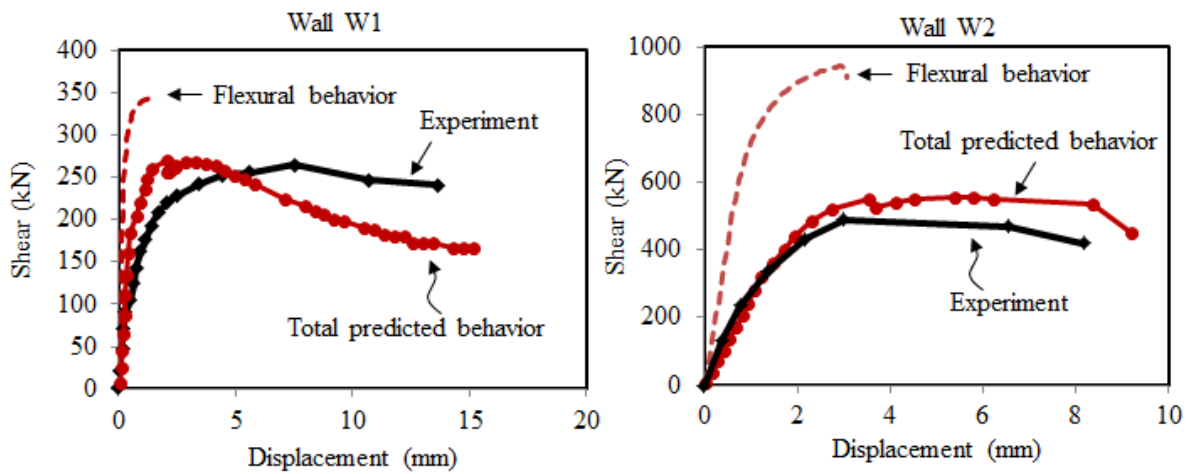 Wall W1
400
350
300
250
200
150
100
50
0
Shear (kN)
Flexural behavior
Experiment
Total predicted behavior
0 5 10 15 20
Displacement (mm)
Wall W2
1000
800
600
400
200
0
Shear (kN)
Flexural behavior
Total predicted behavior
Experiment
0 2 4 6 8 10
Displacement (mm)